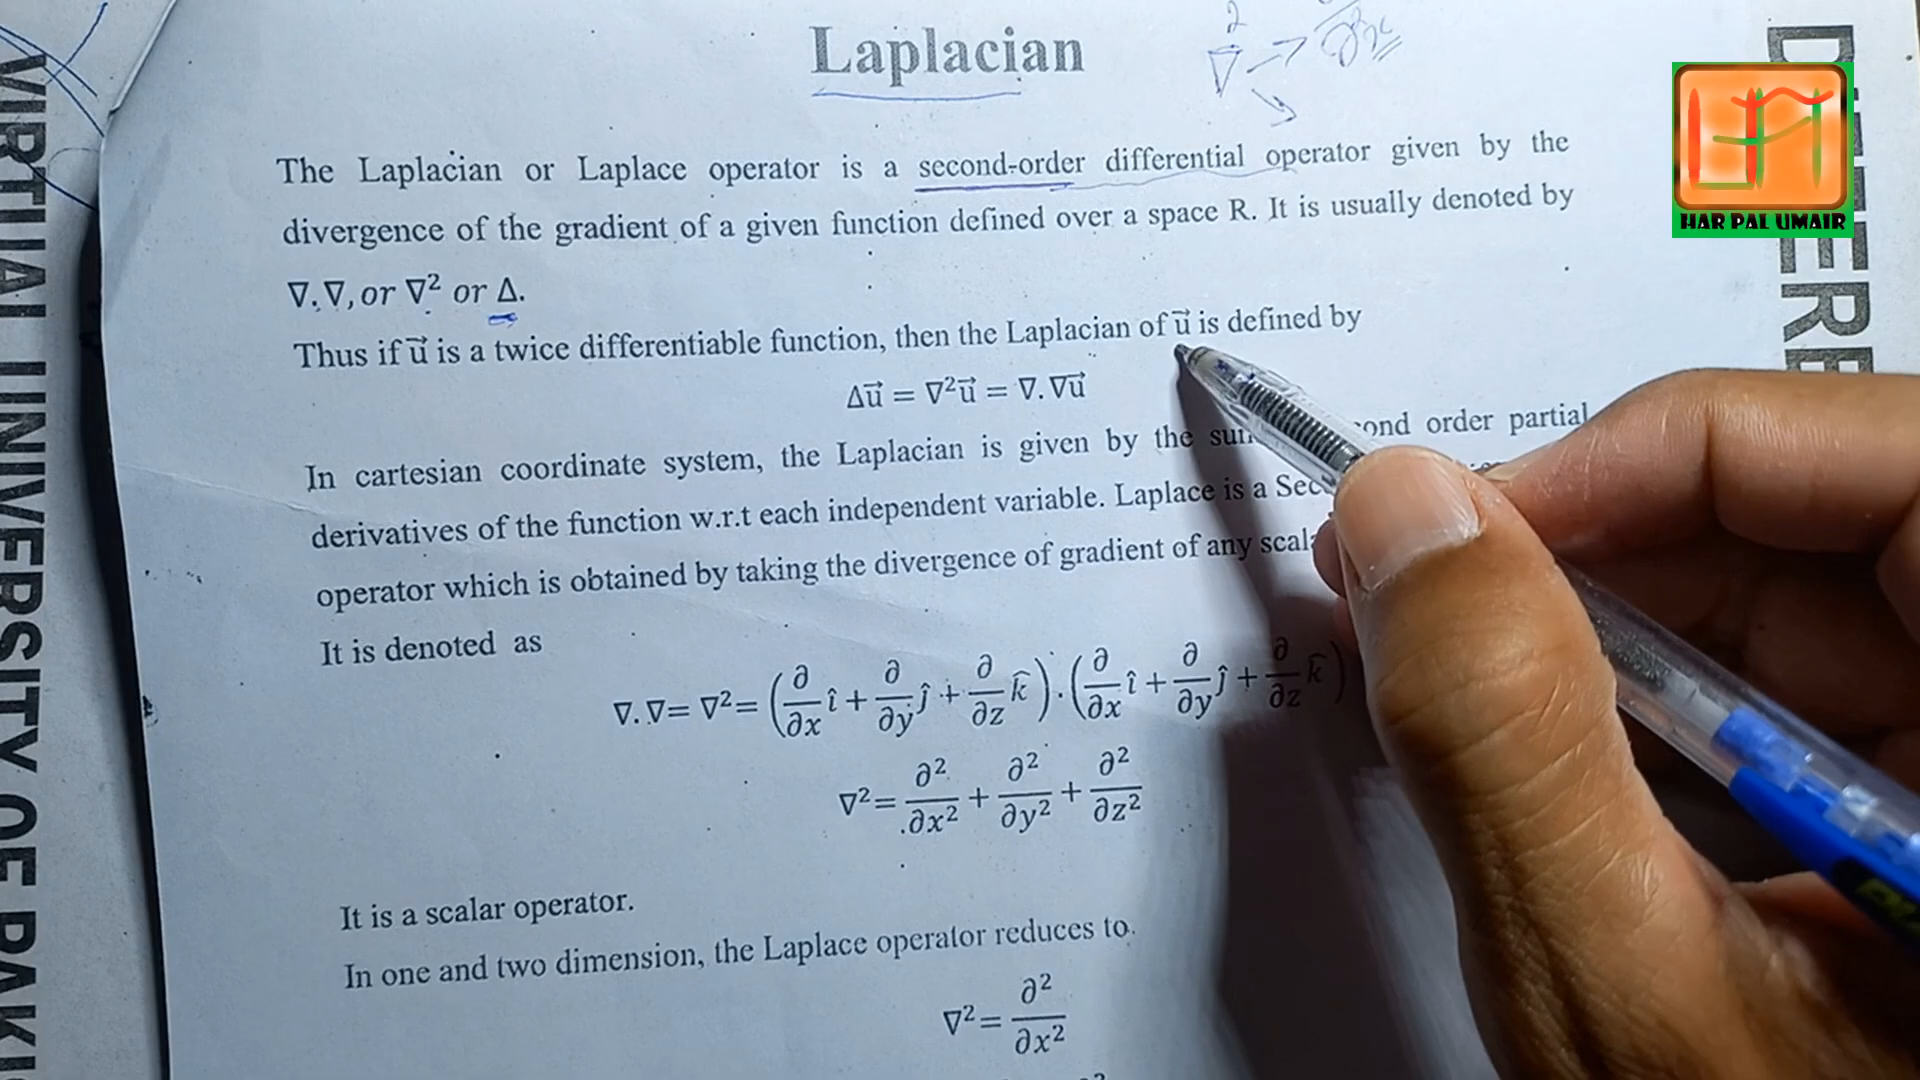 Laplacian
∇²
The Laplacian or Laplace operator is a second-order differential operator given by the
divergence of the gradient of a given function defined over a space R. It is usually denoted by
∇.∇, or ∇² or Δ.
Thus if u⃗ is a twice differentiable function, then the Laplacian of u⃗ is defined by
Δu⃗ = ∇²u⃗ = ∇.∇u⃗
In cartesian coordinate system, the Laplacian is given by the order partial
derivatives of the function w.r.t each independent variable. Laplace is a
operator which is obtained by taking the divergence of gradient of any
It is denoted as
∇.∇= ∇²= (∂/∂x î + ∂/∂y ĵ + ∂/∂z k̂).(∂/∂x î + ∂/∂y ĵ + ∂/∂z k̂)
∇²= ∂²/∂x² + ∂²/∂y² + ∂²/∂z²
It is a scalar operator.
In one and two dimension, the Laplace operator reduces to.
∇²= ∂²/∂x²
VIRTUAL UNIVERSITY OF
HAR PAL UMAIR